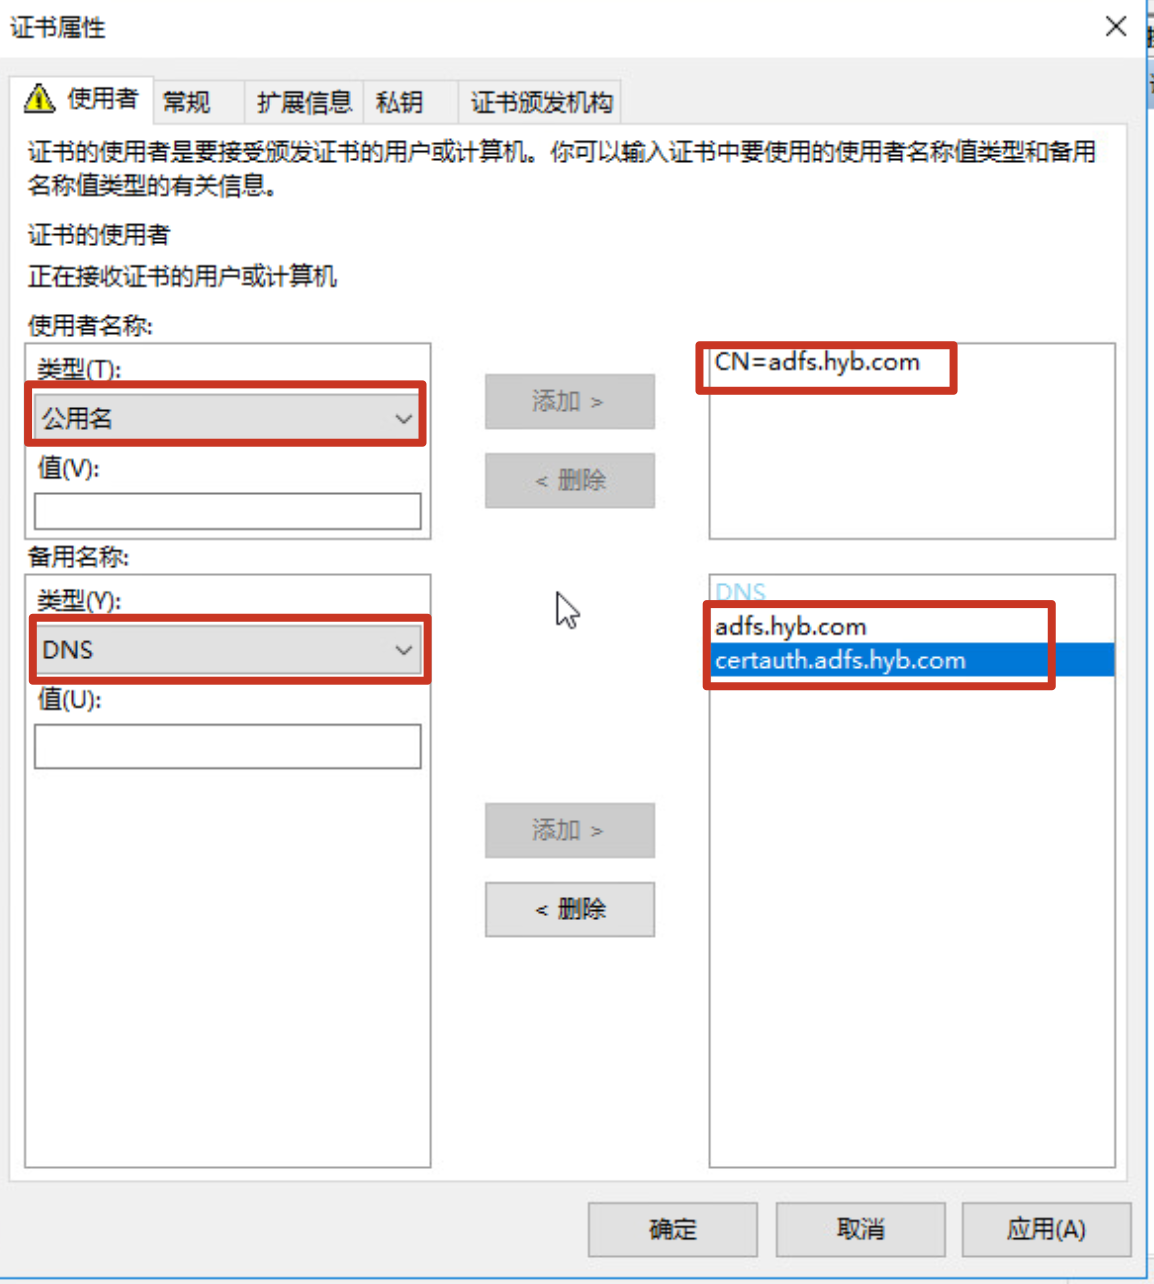 证书属性
使用者
常规
扩展信息
私钥
证书颁发机构
证书的使用者是要接受颁发证书的用户或计算机。你可以输入证书中要使用的使用者名称值类型和备用
名称值类型的有关信息。
证书的使用者
正在接收证书的用户或计算机
使用者名称:
类型(T):
公用名
值(V):
添加 >
< 删除
CN=adfs.hyb.com
备用名称:
类型(Y):
DNS
值(U):
添加 >
< 删除
DNS
adfs.hyb.com
certauth.adfs.hyb.com
确定
取消
应用(A)